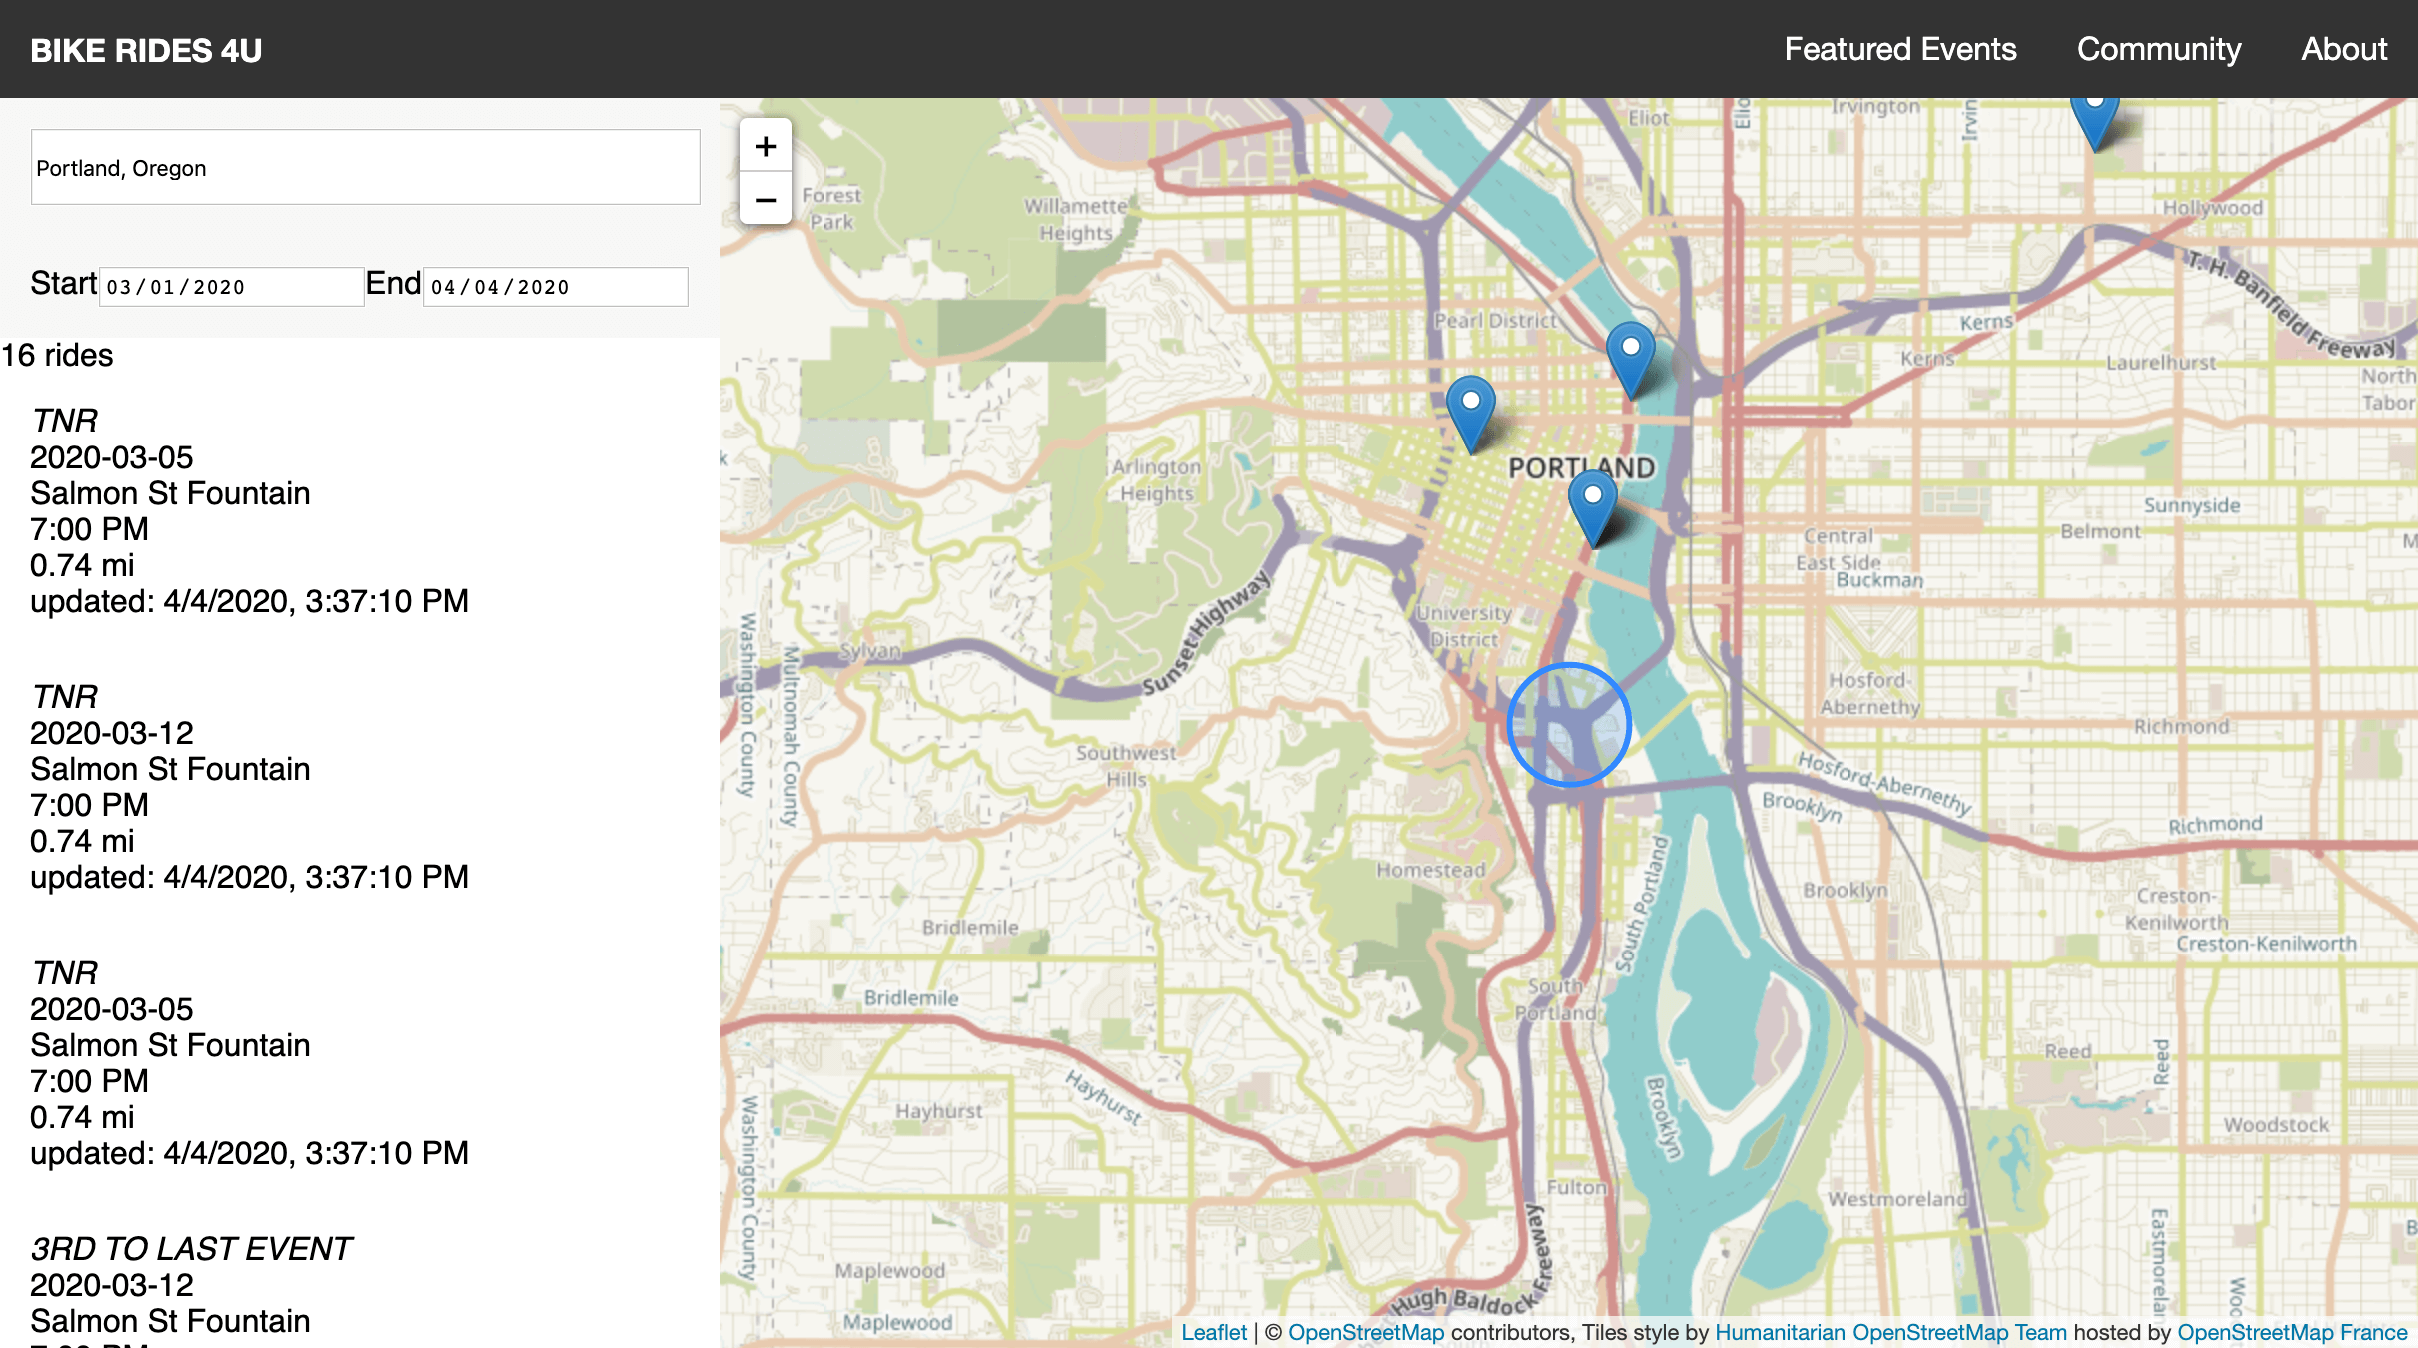 BIKE RIDES 4U
Featured Events
Community
About
Portland, Oregon
Start 03/01/2020 End 04/04/2020
16 rides
TNR
2020-03-05
Salmon St Fountain
7:00 PM
0.74 mi
updated: 4/4/2020, 3:37:10 PM
TNR
2020-03-12
Salmon St Fountain
7:00 PM
0.74 mi
updated: 4/4/2020, 3:37:10 PM
TNR
2020-03-05
Salmon St Fountain
7:00 PM
0.74 mi
updated: 4/4/2020, 3:37:10 PM
3RD TO LAST EVENT
2020-03-12
Salmon St Fountain
+
−
Forest
Park
Willamette
Heights
Eliot
Irvington
Hollywood
T. H. Banfield Freeway
Pearl District
Kerns
Kerns
Laurelhurst
North
Tabor
Arlington
Heights
PORTLAND
Sunnyside
Belmont
Central
East Side
Buckman
University
District
Sunset Highway
Sylvan
Washington County
Multnomah County
Hosford-
Abernethy
Richmond
Southwest
Hills
Hosford-Abernethy
Brooklyn
Richmond
Homestead
South Portland
Brooklyn
Creston-
Kenilworth
Creston-Kenilworth
Bridlemile
Bridlemile
South
Portland
Hayhurst
Hayhurst
Brooklyn
Reed
Reed
Woodstock
Washington County
Fulton
Westmoreland
Maplewood
Maplewood
Hugh Baldock Freeway
Leaflet | © OpenStreetMap contributors, Tiles style by Humanitarian OpenStreetMap Team hosted by OpenStreetMap France